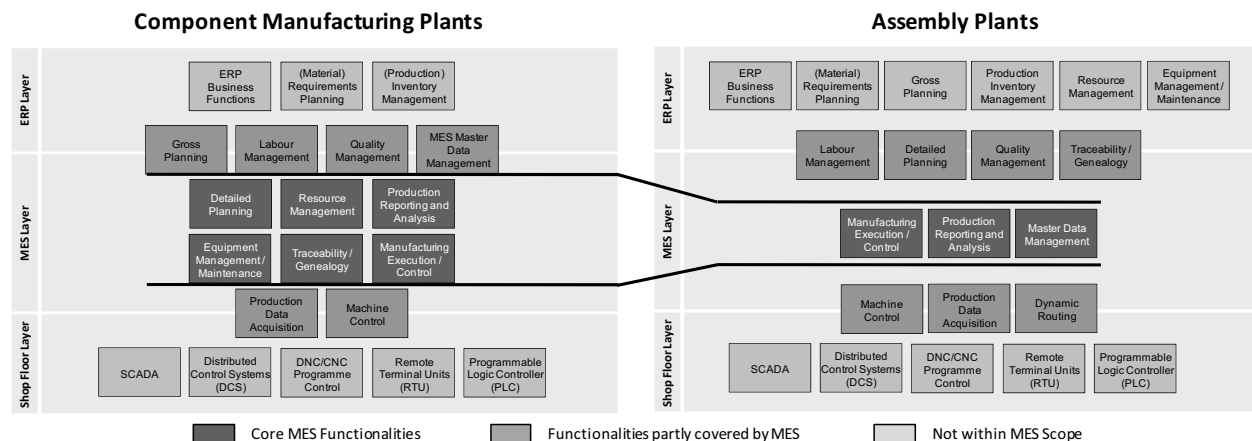 Component Manufacturing Plants
ERP Layer
ERP
Business
Functions
(Material)
Requirements
Planning
(Production)
Inventory
Management
Gross
Planning
Labour
Management
Quality
Management
MES Master
Data
Management
MES Layer
Detailed
Planning
Resource
Management
Production
Reporting and
Analysis
Equipment
Management /
Maintenance
Traceability /
Genealogy
Manufacturing
Execution /
Control
Production
Data
Acquisition
Machine
Control
Shop Floor Layer
SCADA
Distributed
Control Systems
(DCS)
DNC/CNC
Programme
Control
Remote
Terminal Units
(RTU)
Programmable
Logic Controller
(PLC)
Assembly Plants
ERP Layer
ERP
Business
Functions
(Material)
Requirements
Planning
Gross
Planning
Production
Inventory
Management
Resource
Management
Equipment
Management /
Maintenance
Labour
Management
Detailed
Planning
Quality
Management
Traceability /
Genealogy
MES Layer
Manufacturing
Execution /
Control
Production
Reporting and
Analysis
Master Data
Management
Machine
Control
Production
Data
Acquisition
Dynamic
Routing
Shop Floor Layer
SCADA
Distributed
Control Systems
(DCS)
DNC/CNC
Programme
Control
Remote
Terminal Units
(RTU)
Programmable
Logic Controller
(PLC)
Core MES Functionalities
Functionalities partly covered by MES
Not within MES Scope